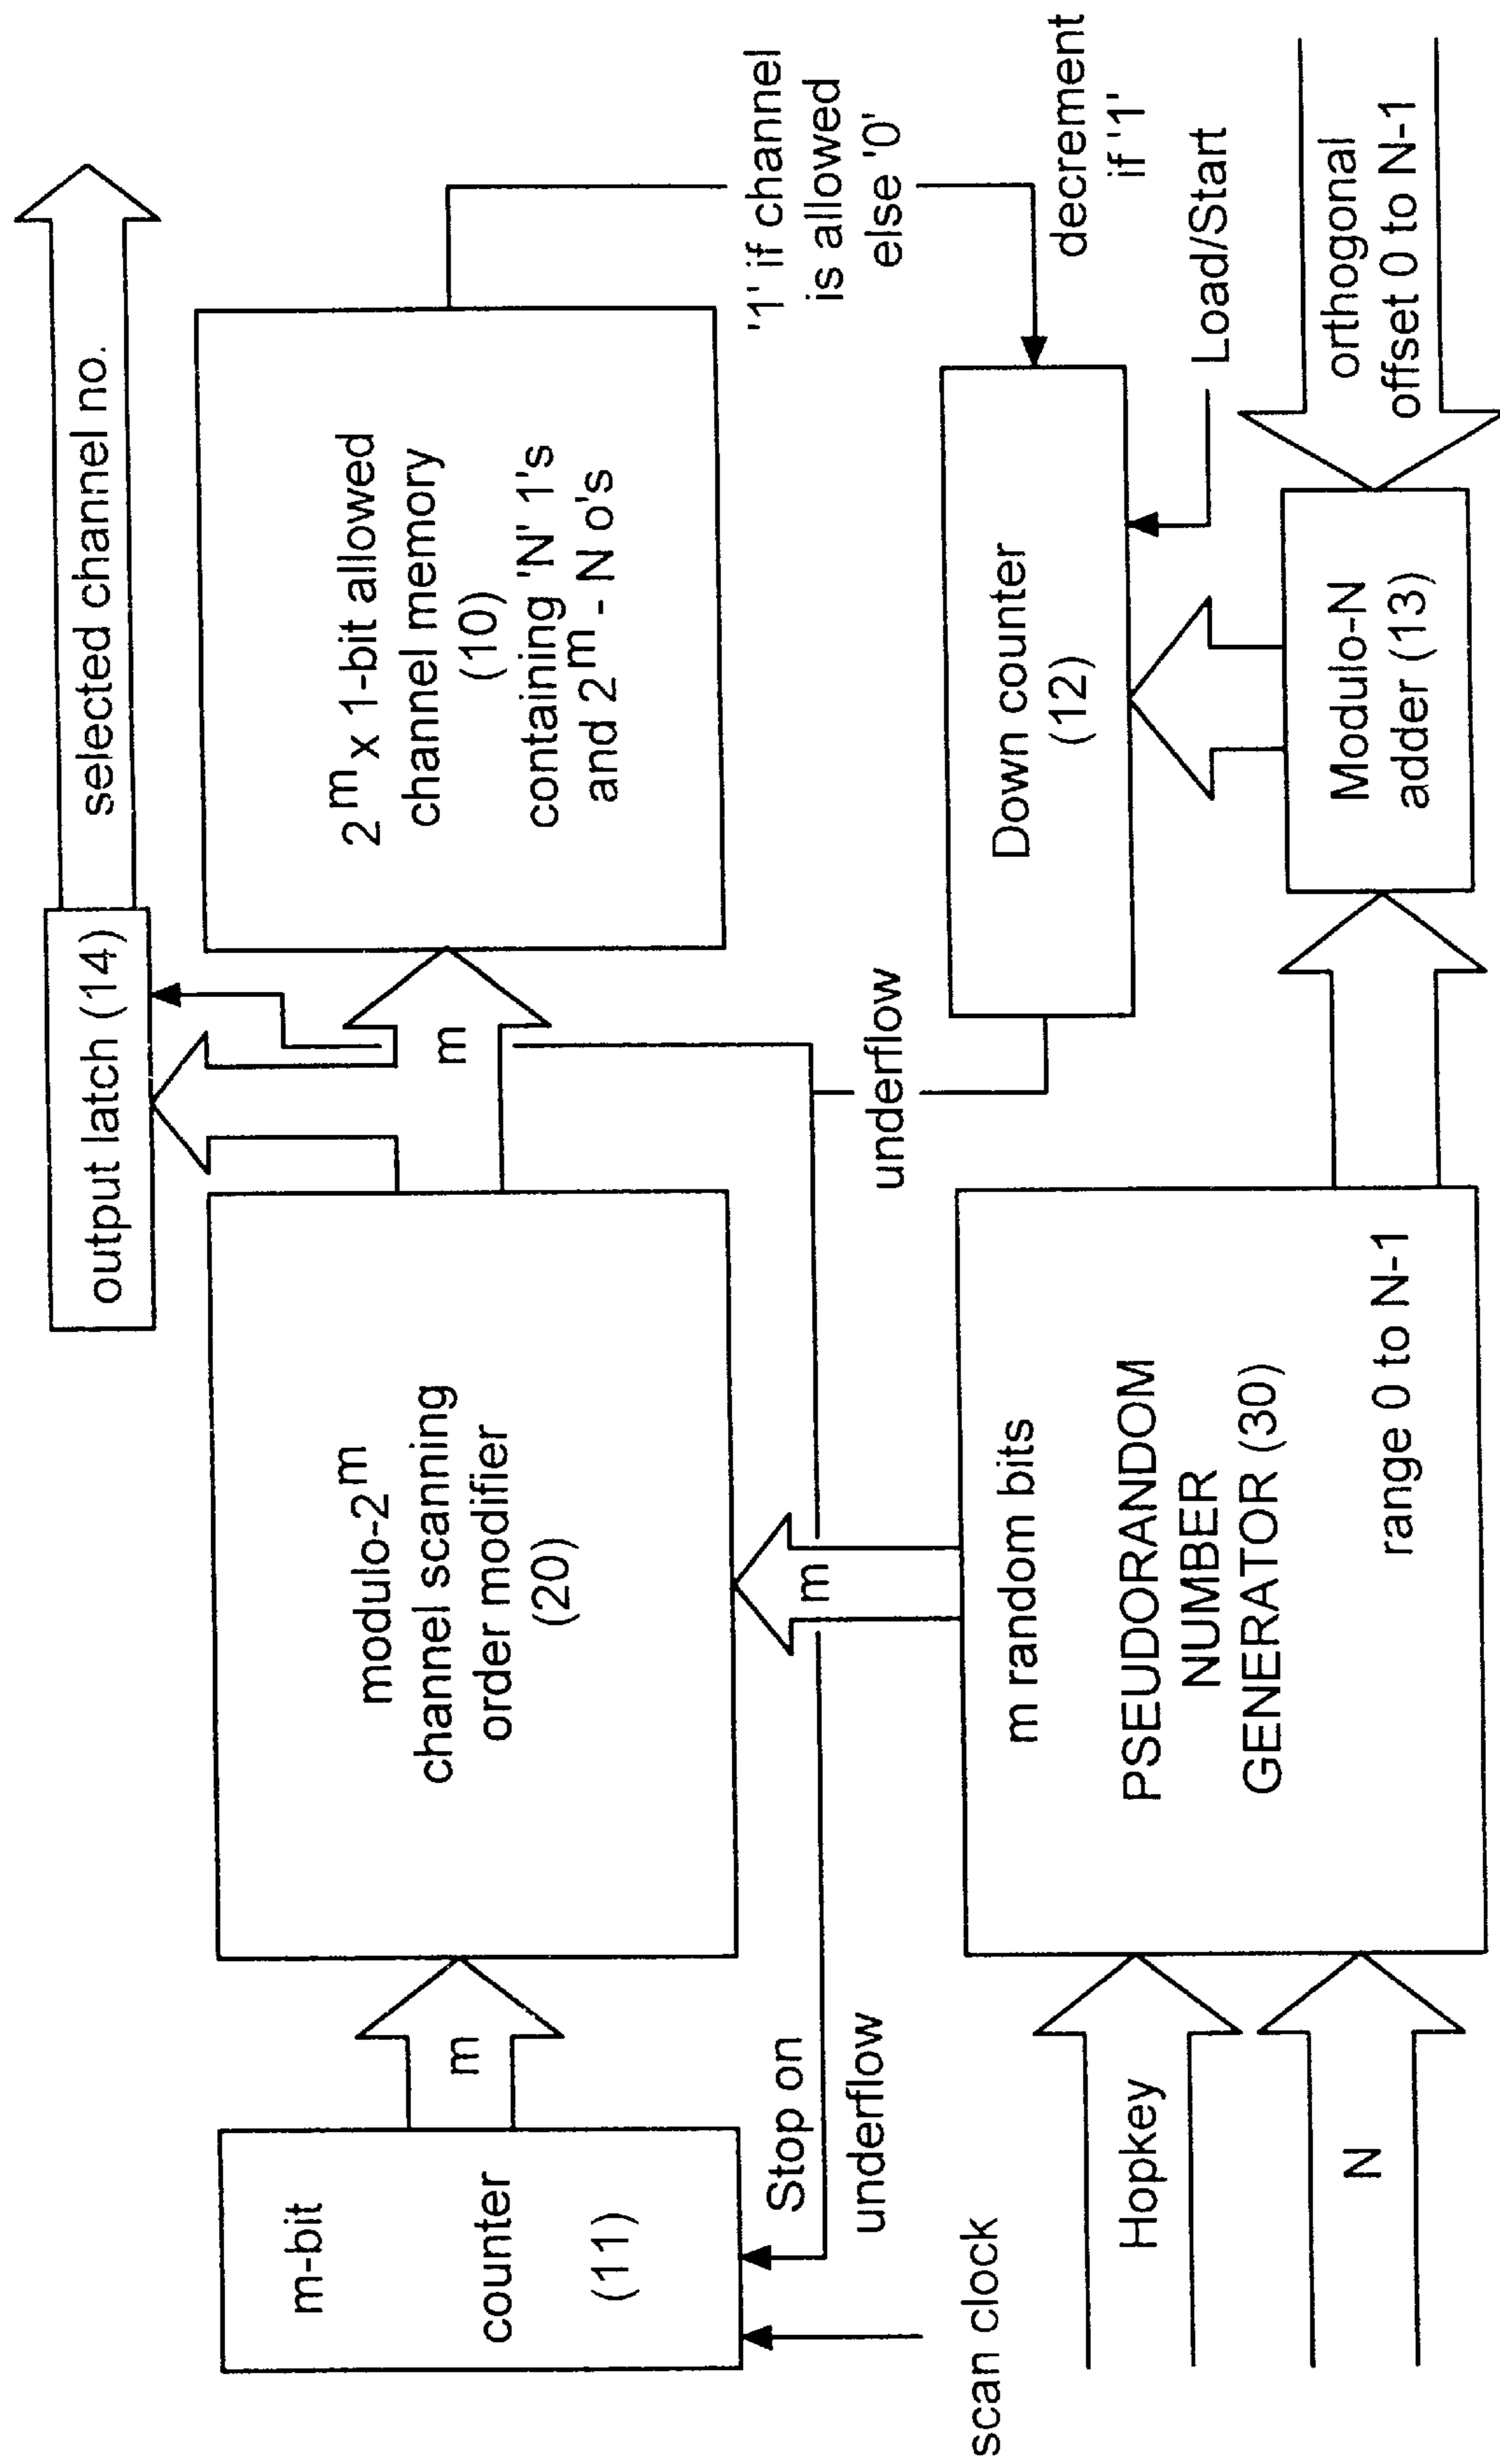 output latch (14)
selected channel no.
m-bit
counter
(11)
m
modulo-2^m
channel scanning
order modifier
(20)
m
2^m x 1-bit allowed
channel memory
(10)
containing 'N' 1's
and 2^m - N o's
'1' if channel
is allowed
else '0'
decrement
if '1'
Stop on
underflow
m
underflow
scan clock
Down counter
(12)
Load/Start
Hopkey
N
m random bits
PSEUDORANDOM
NUMBER
GENERATOR (30)
range 0 to N-1
Modulo-N
adder (13)
orthogonal
offset 0 to N-1